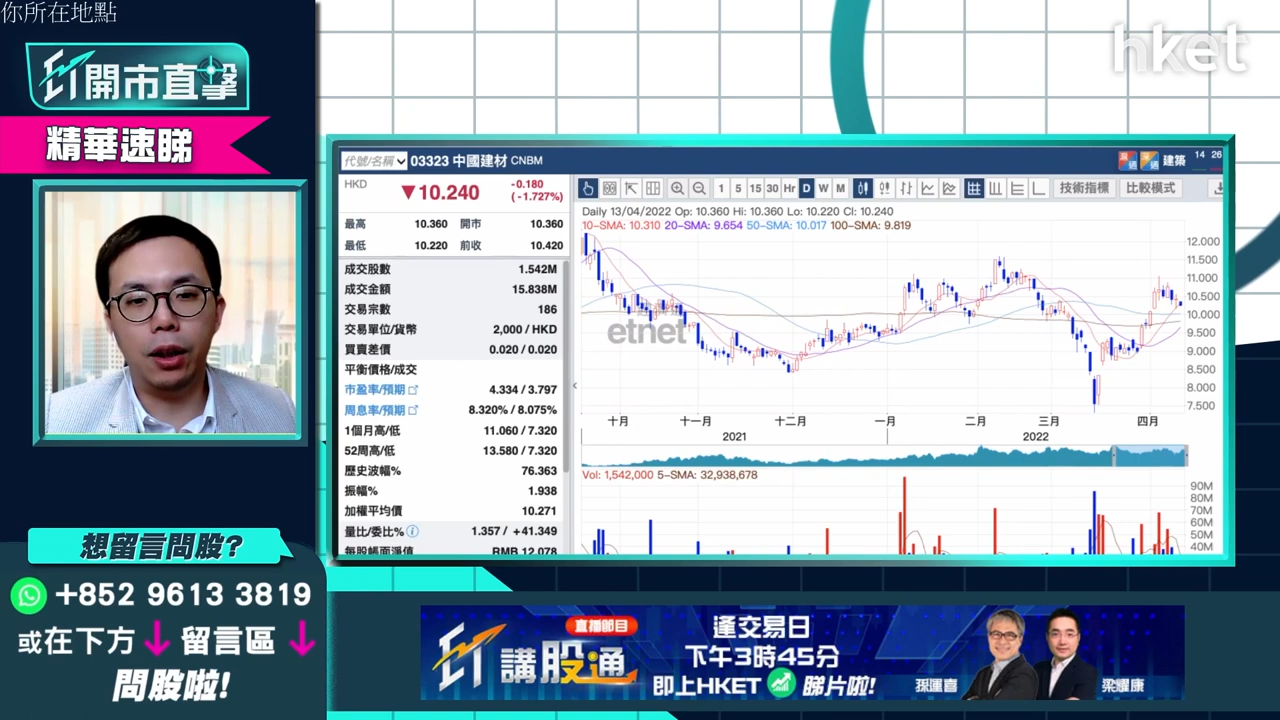 你所在地點
hket
ET開市直擊
精華速睇
代號/名稱 03323 中國建材 CNBM
建築
14 26
HKD
▼10.240
-0.180
(-1.727%)
最高 10.360 開市 10.360
最低 10.220 前收 10.420
成交股數 1.542M
成交金額 15.838M
交易宗數 186
交易單位/貨幣 2,000 / HKD
買賣差價 0.020 / 0.020
平衡價格/成交
市盈率/預期 4.334 / 3.797
周息率/預期 8.320% / 8.075%
1個月高/低 11.060 / 7.320
52周高/低 13.580 / 7.320
歷史波幅% 76.363
振幅% 1.938
加權平均價 10.271
量比/委比% 1.357 / +41.349
每股帳面淨值 RMB 12.078
1 5 15 30 Hr D W M 技術指標 比較模式
Daily 13/04/2022 Op: 10.360 Hi: 10.360 Lo: 10.220 Cl: 10.240
10-SMA: 10.310 20-SMA: 9.654 50-SMA: 10.017 100-SMA: 9.819
etnet
12.000
11.500
11.000
10.500
10.000
9.500
9.000
8.500
8.000
7.500
十月 十一月 十二月 一月 二月 三月 四月
2021 2022
Vol: 1,542,000 5-SMA: 32,938,678
90M
80M
70M
60M
50M
40M
想留言問股?
+852 9613 3819
或在下方↓留言區↓
問股啦!
直播節目
ET講股通
逢交易日
下午3時45分
即上HKET 睇片啦!
孫運喜 梁耀康